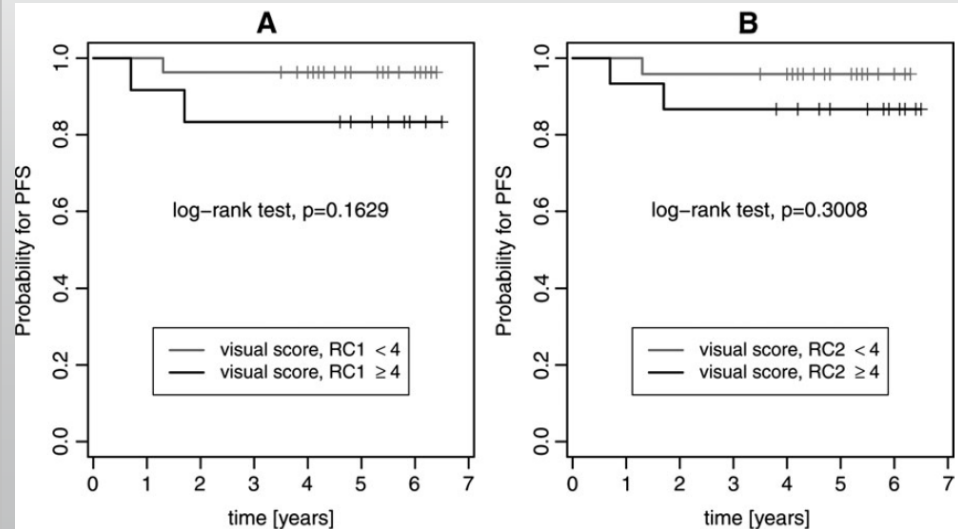 A
Probability for PFS
1.0
0.8
0.6
0.4
0.2
0.0
log−rank test, p=0.1629
visual score, RC1 < 4
visual score, RC1 ≥ 4
0 1 2 3 4 5 6 7
time [years]
B
Probability for PFS
1.0
0.8
0.6
0.4
0.2
0.0
log−rank test, p=0.3008
visual score, RC2 < 4
visual score, RC2 ≥ 4
0 1 2 3 4 5 6 7
time [years]